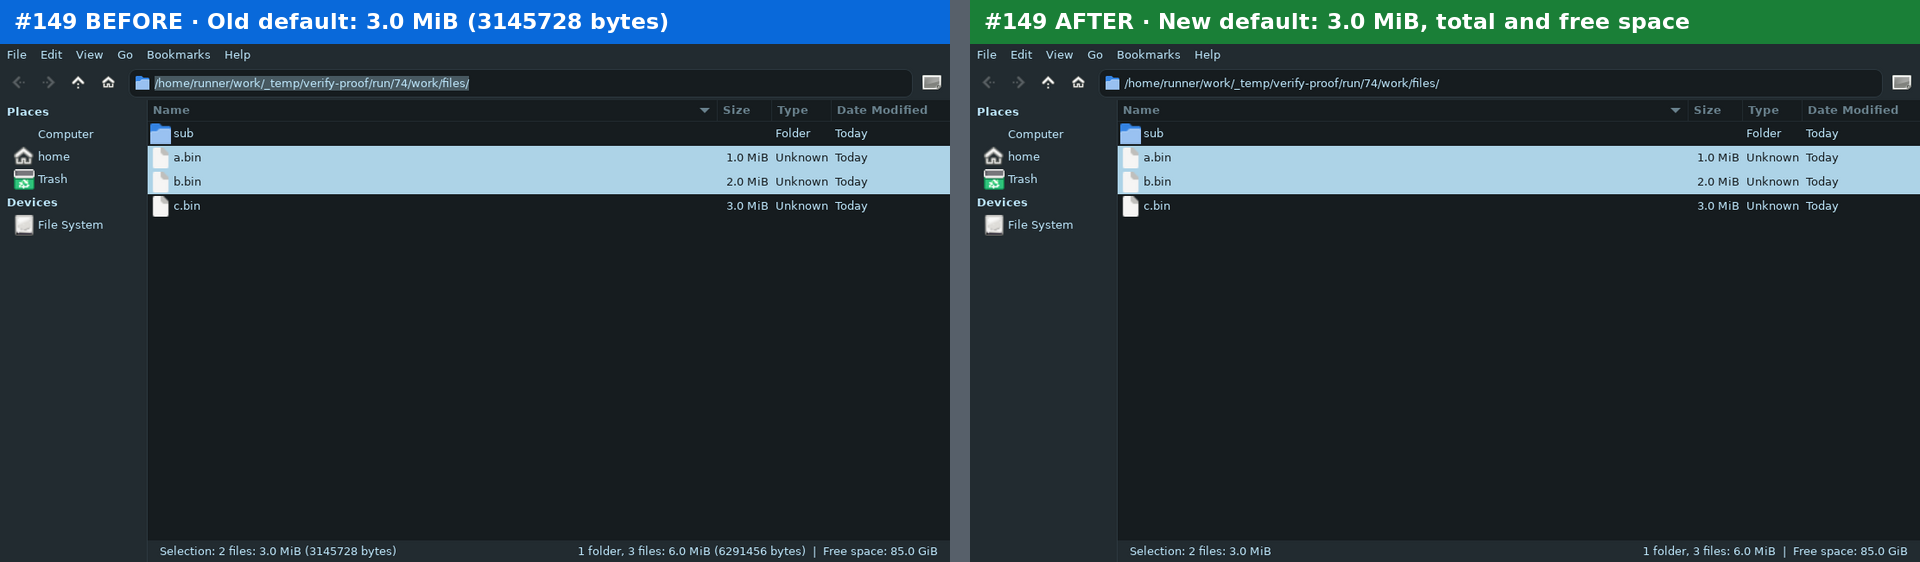 #149 BEFORE · Old default: 3.0 MiB (3145728 bytes)
File Edit View Go Bookmarks Help
/home/runner/work/_temp/verify-proof/run/74/work/files/
Places
Computer
home
Trash
Devices
File System
Name Size Type Date Modified
sub Folder Today
a.bin 1.0 MiB Unknown Today
b.bin 2.0 MiB Unknown Today
c.bin 3.0 MiB Unknown Today
Selection: 2 files: 3.0 MiB (3145728 bytes) 1 folder, 3 files: 6.0 MiB (6291456 bytes) | Free space: 85.0 GiB
#149 AFTER · New default: 3.0 MiB, total and free space
File Edit View Go Bookmarks Help
/home/runner/work/_temp/verify-proof/run/74/work/files/
Places
Computer
home
Trash
Devices
File System
Name Size Type Date Modified
sub Folder Today
a.bin 1.0 MiB Unknown Today
b.bin 2.0 MiB Unknown Today
c.bin 3.0 MiB Unknown Today
Selection: 2 files: 3.0 MiB 1 folder, 3 files: 6.0 MiB | Free space: 85.0 GiB